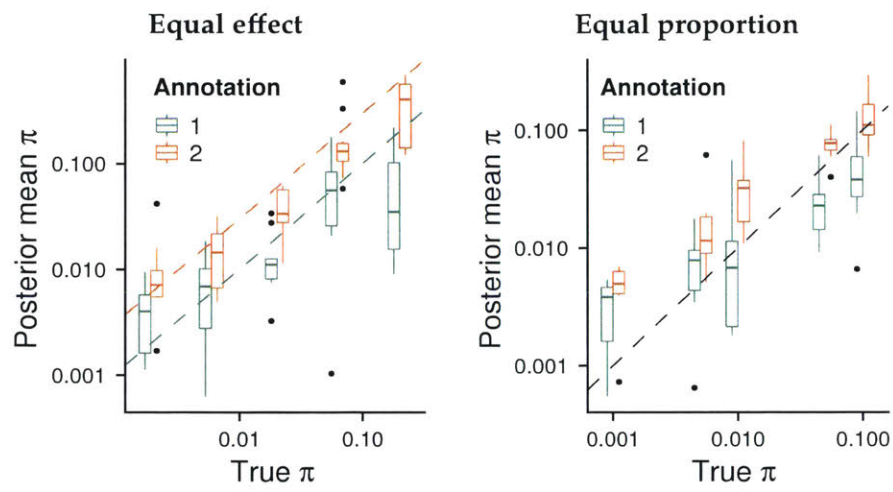 Equal effect
Equal proportion
Annotation
1
2
Posterior mean π
0.100
0.010
0.001
0.01
0.10
True π
Annotation
1
2
Posterior mean π
0.100
0.010
0.001
0.001
0.010
0.100
True π